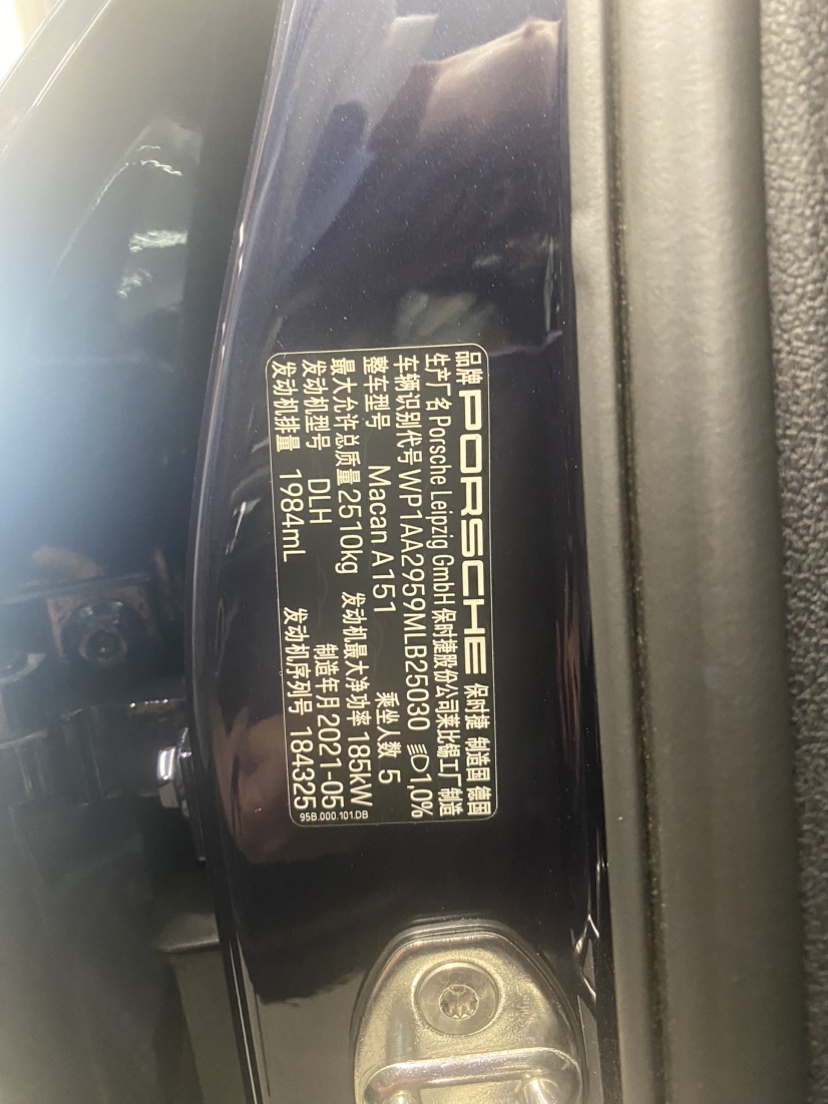 品牌 PORSCHE 保时捷 制造国 德国
生产厂名 Porsche Leipzig GmbH 保时捷股份公司莱比锡工厂制造
车辆识别代号 WP1AA2959MLB25030 1,0%
整车型号 Macan A151 乘坐人数 5
最大允许总质量 2510kg 发动机最大净功率 185kW
发动机型号 DLH 制造年月 2021-05
发动机排量 1984mL 发动机序列号 184325
95B.000.101.DB